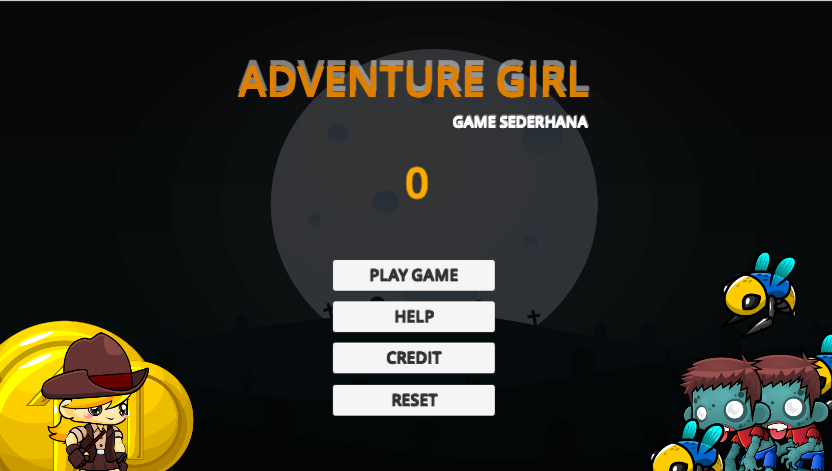 ADVENTURE GIRL
GAME SEDERHANA
0
PLAY GAME
HELP
CREDIT
RESET